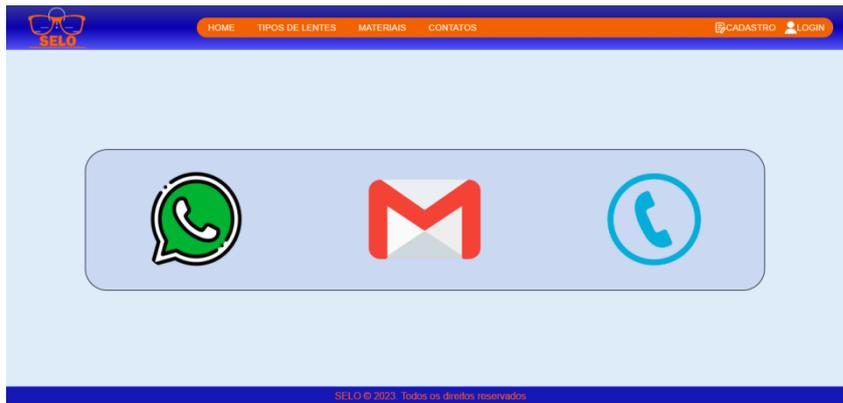 SELO
HOME TIPOS DE LENTES MATERIAIS CONTATOS CADASTRO LOGIN
SELO © 2023. Todos os direitos reservados